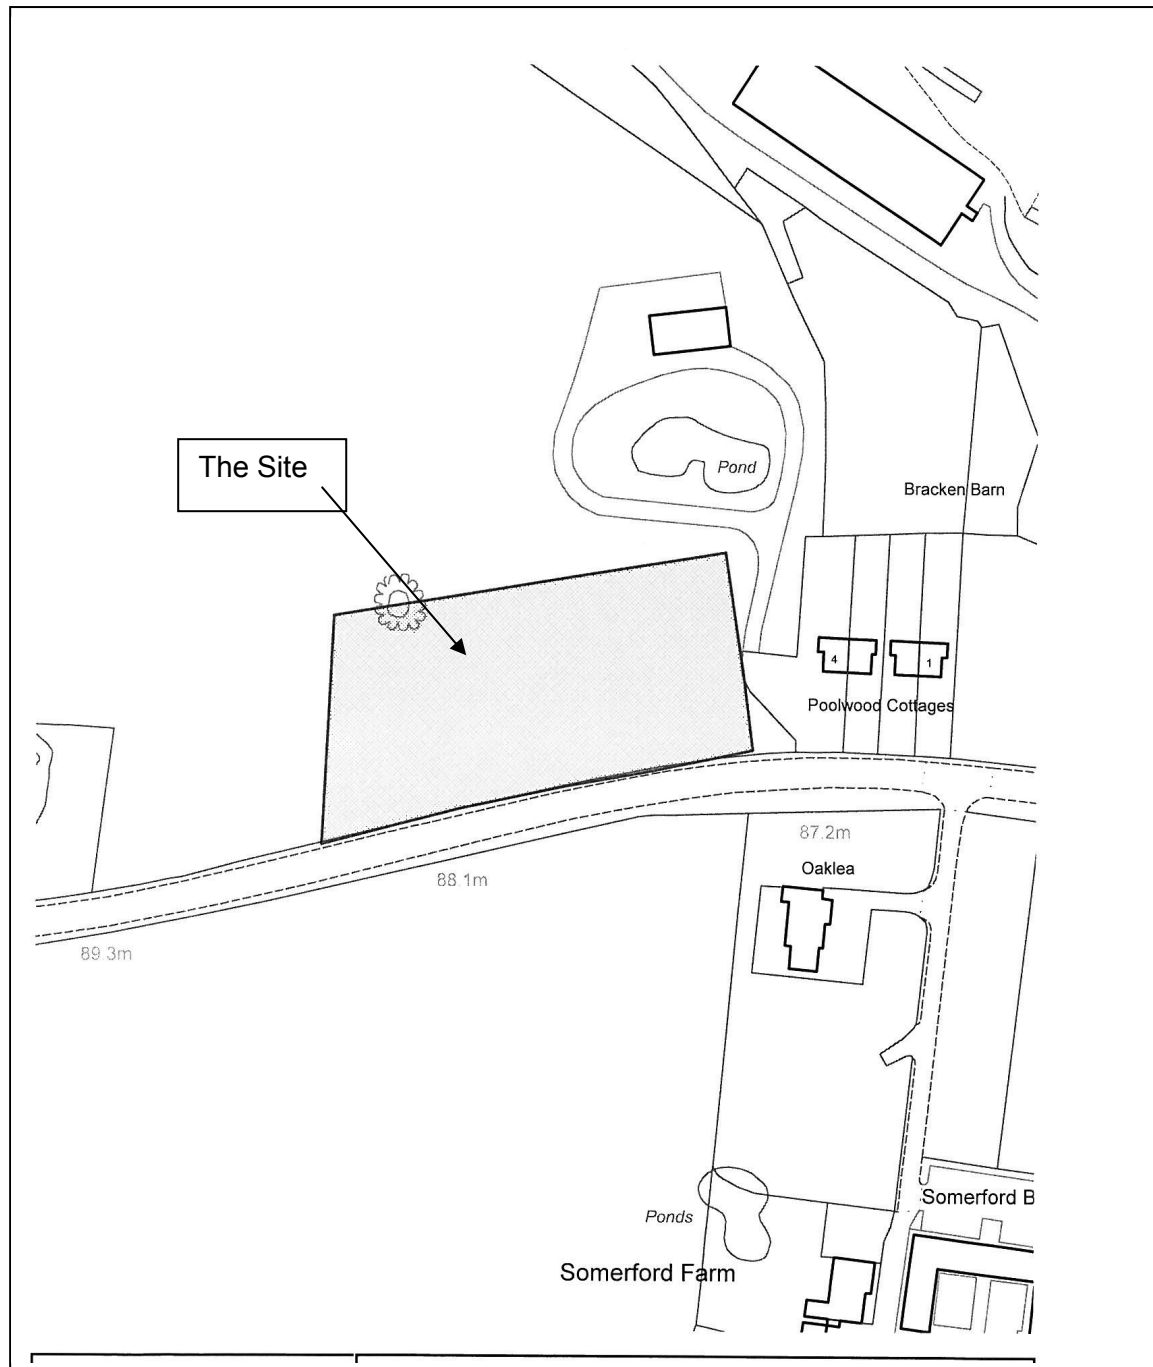 The Site
Pond
Bracken Barn
4
1
Poolwood Cottages
87.2m
Oaklea
88.1m
89.3m
Somerford B
Ponds
Somerford Farm